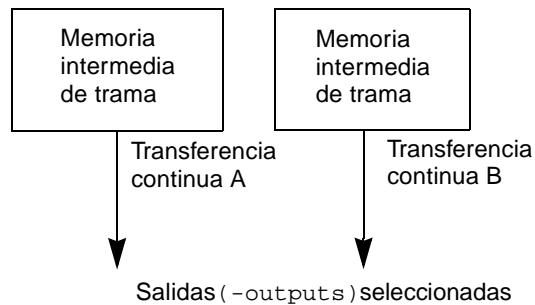 Memoria
intermedia
de trama
Memoria
intermedia
de trama
Transferencia
continua A
Transferencia
continua B
Salidas(-outputs)seleccionadas